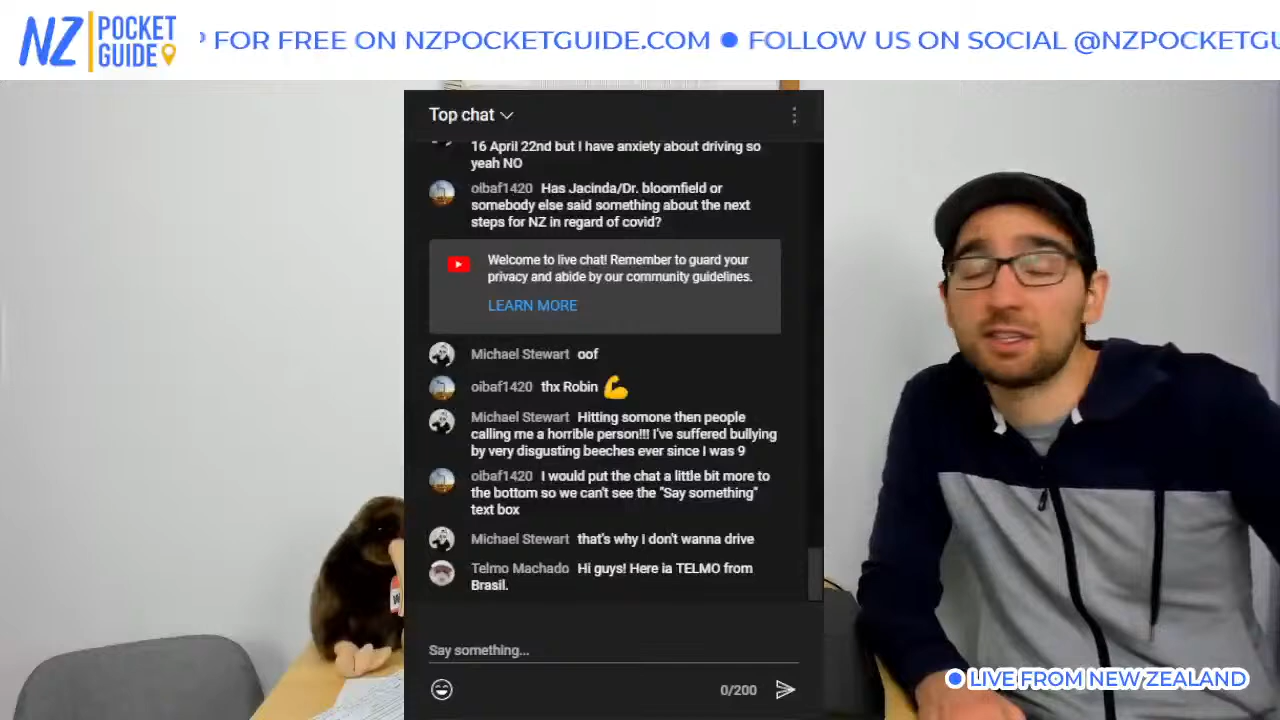 NZ POCKET GUIDE
FOR FREE ON NZPOCKETGUIDE.COM ● FOLLOW US ON SOCIAL @NZPOCKETGU
Top chat
16 April 22nd but I have anxiety about driving so
yeah NO
oibaf1420 Has Jacinda/Dr. bloomfield or
somebody else said something about the next
steps for NZ in regard of covid?
Welcome to live chat! Remember to guard your
privacy and abide by our community guidelines.
LEARN MORE
Michael Stewart oof
oibaf1420 thx Robin 💪
Michael Stewart Hitting somone then people
calling me a horrible person!!! I've suffered bullying
by very disgusting beeches ever since I was 9
oibaf1420 I would put the chat a little bit more to
the bottom so we can't see the "Say something"
text box
Michael Stewart that's why I don't wanna drive
Telmo Machado Hi guys! Here ia TELMO from
Brasil.
Say something...
0/200
● LIVE FROM NEW ZEALAND